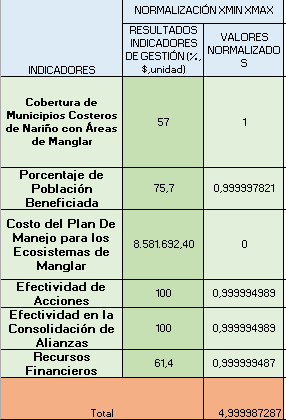 NORMALIZACIÓN XMIN XMAX
INDICADORES
RESULTADOS
INDICADORES
DE GESTIÓN (%,
$,unidad)
VALORES
NORMALIZADO
S
Cobertura de
Municipios Costeros
de Nariño con Áreas
de Manglar
57
1
Porcentaje de
Población
Beneficiada
75,7
0,999997821
Costo del Plan De
Manejo para los
Ecosistemas de
Manglar
8.581.692,40
0
Efectividad de
Acciones
100
0,999994989
Efectividad en la
Consolidación de
Alianzas
100
0,999994989
Recursos
Financieros
61,4
0,999999487
Total
4,999987287